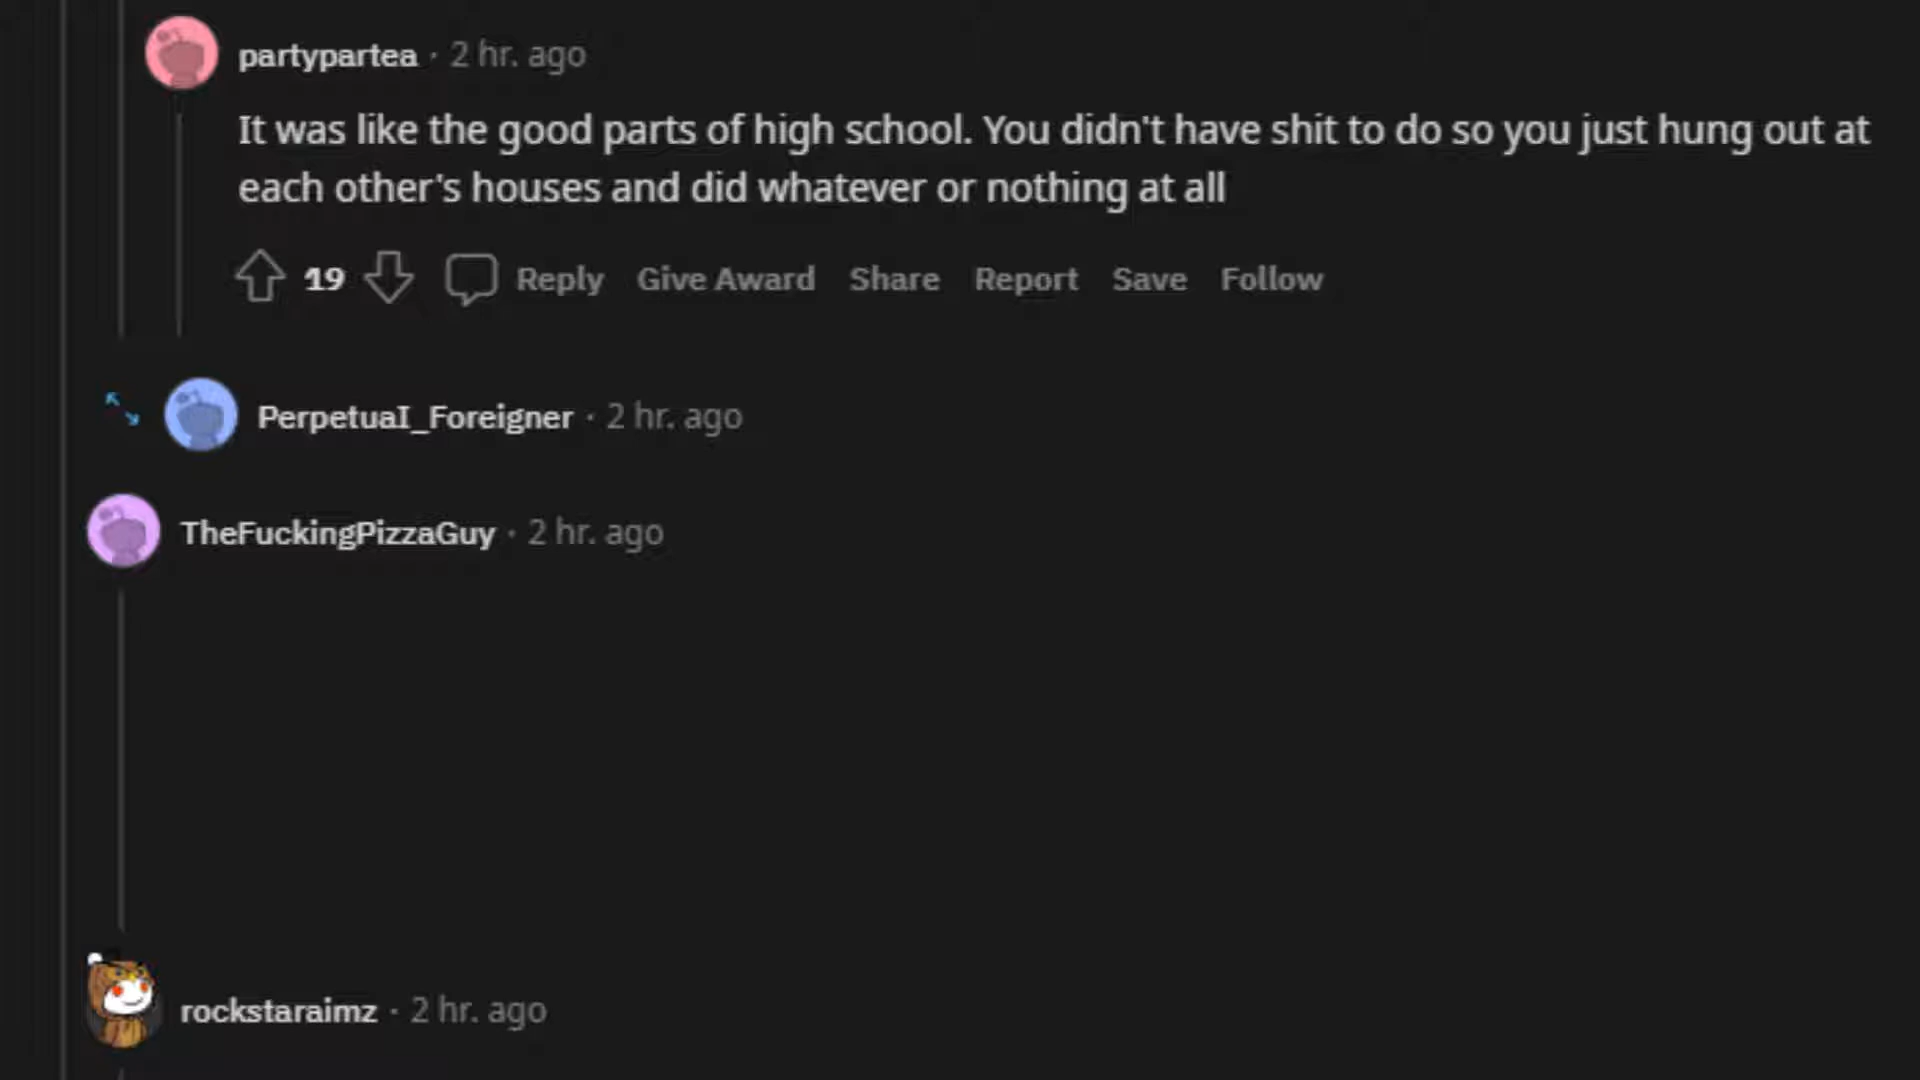 partypartea · 2 hr. ago
It was like the good parts of high school. You didn't have shit to do so you just hung out at
each other's houses and did whatever or nothing at all
19 Reply Give Award Share Report Save Follow
PerpetuaI_Foreigner · 2 hr. ago
TheFuckingPizzaGuy · 2 hr. ago
rockstaraimz · 2 hr. ago